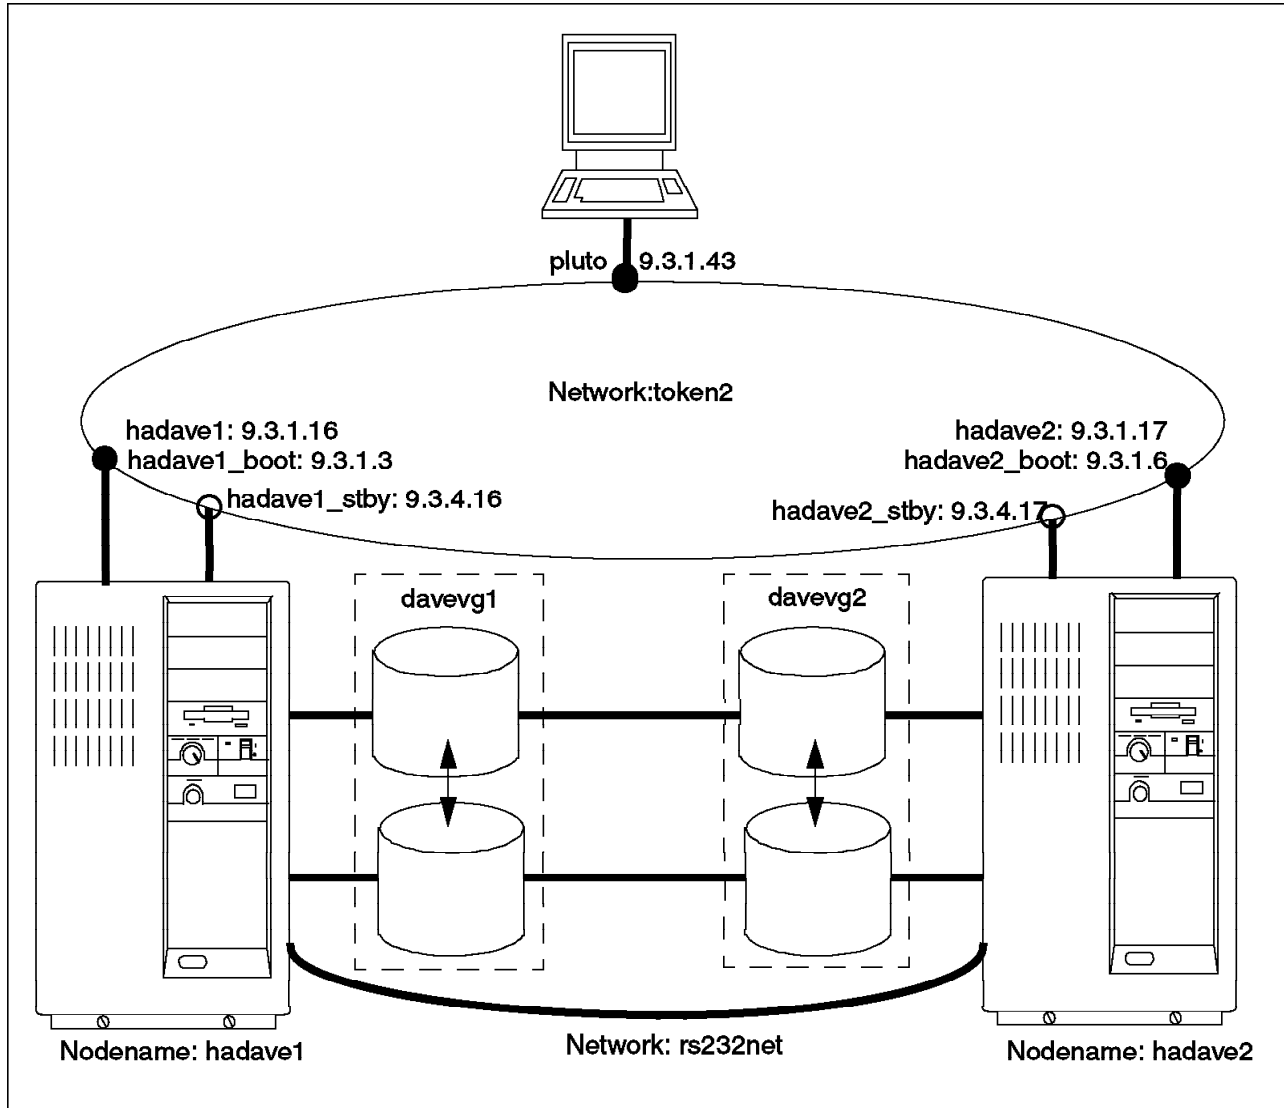 pluto 9.3.1.43
Network:token2
hadave1: 9.3.1.16
hadave1_boot: 9.3.1.3
hadave1_stby: 9.3.4.16
hadave2: 9.3.1.17
hadave2_boot: 9.3.1.6
hadave2_stby: 9.3.4.17
davevg1
davevg2
Network: rs232net
Nodename: hadave1
Nodename: hadave2